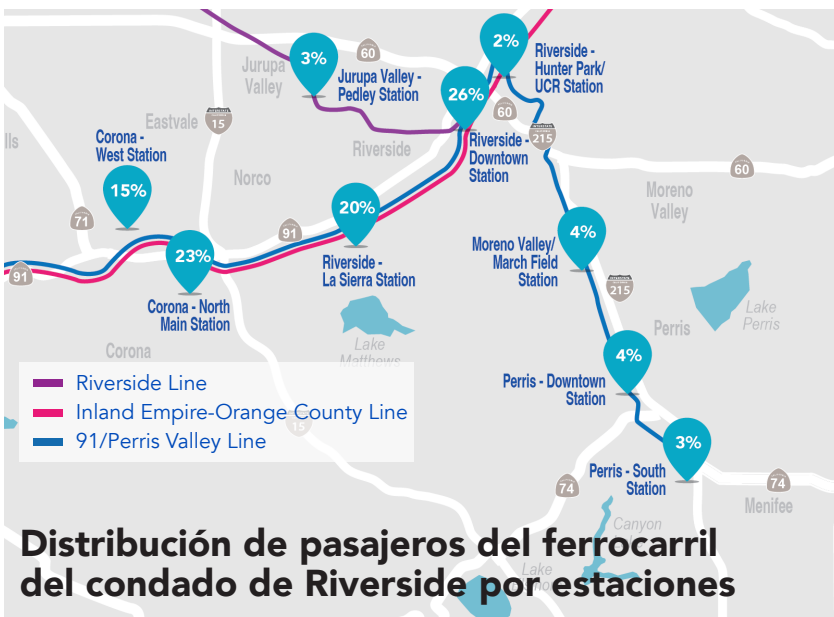 2%
Riverside -
Hunter Park/
UCR Station
3%
60
Jurupa
Valley
Jurupa Valley -
Pedley Station
26%
60
Eastvale
15
lls
Corona -
West Station
Riverside
Riverside -
Downtown
Station
215
60
15%
Norco
Moreno
Valley
20%
71
91
4%
Moreno Valley/
March Field
Station
23%
91
Riverside -
La Sierra Station
215
Corona - North
Main Station
Lake
Perris
Perris
Lake
Matthews
Corona
4%
Perris - Downtown
Station
Riverside Line
Inland Empire-Orange County Line
91/Perris Valley Line
15
3%
Perris - South
Station
74
74
Menifee
Canyon
Lake
Distribución de pasajeros del ferrocarril
del condado de Riverside por estaciones